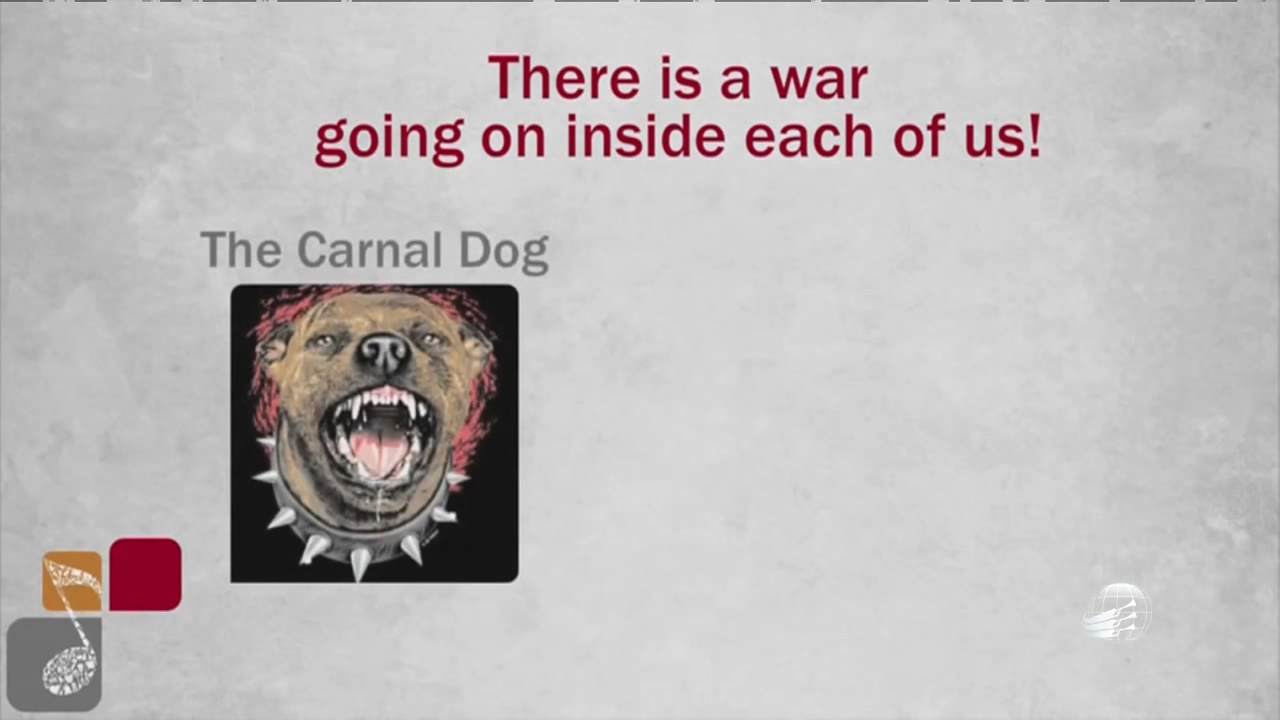 There is a war
going on inside each of us!
The Carnal Dog